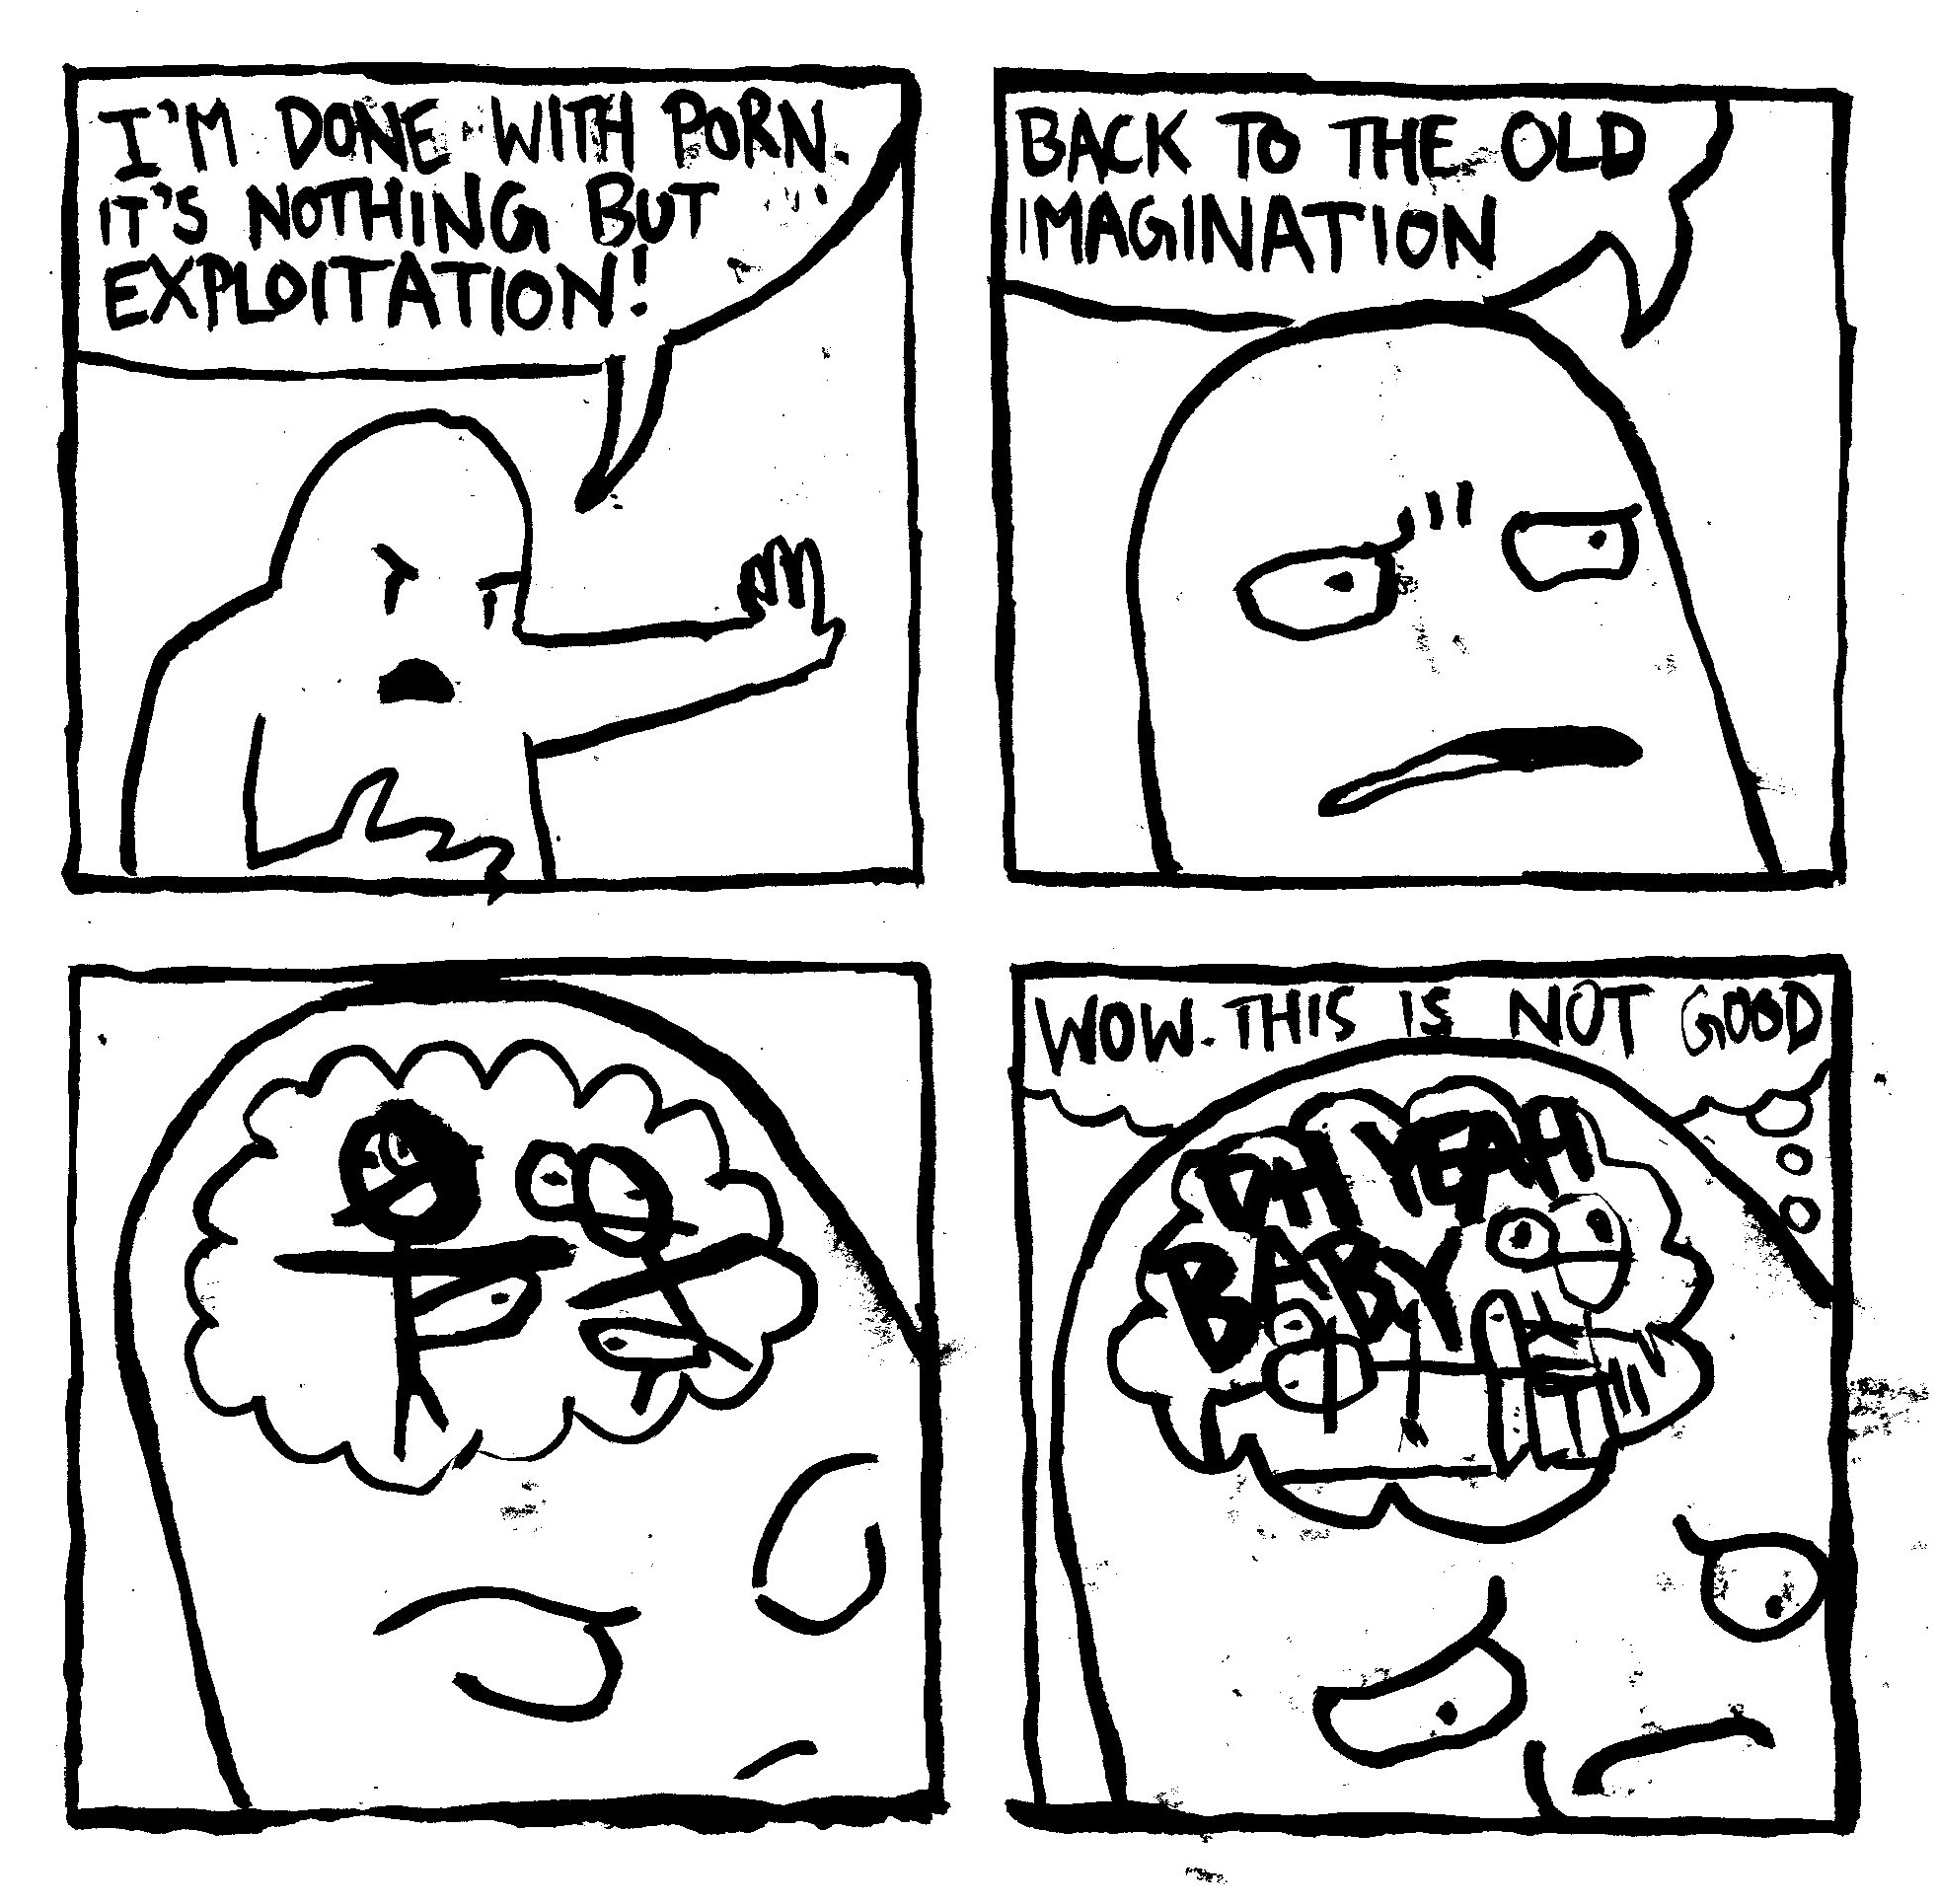 I'M DONE WITH PORN.
IT'S NOTHING BUT
EXPLOITATION!
BACK TO THE OLD
IMAGINATION
WOW. THIS IS NOT GOOD
OH YEAH
BABY